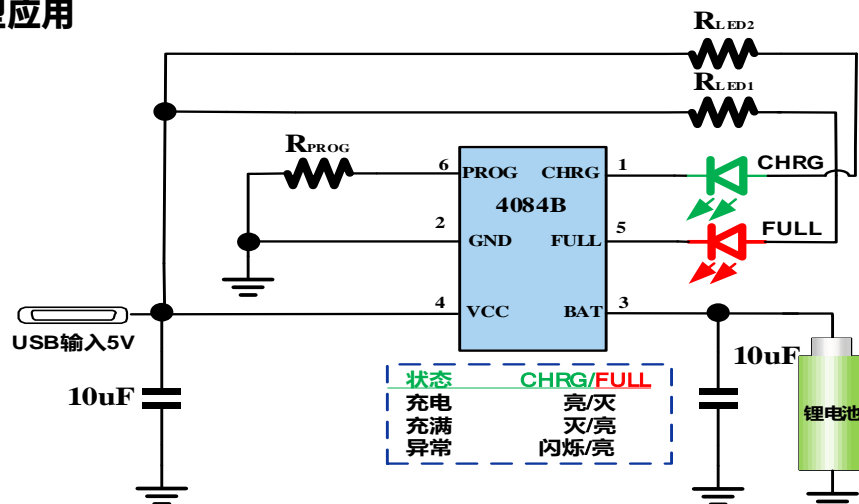 型应用
RLED2
RLED1
RPROG
6 PROG CHRG 1 CHRG
4084B
2 GND FULL 5 FULL
4 VCC BAT 3
USB输入5V
10uF
10uF
锂电池
状态 CHRG/FULL
充电 亮/灭
充满 灭/亮
异常 闪烁/亮